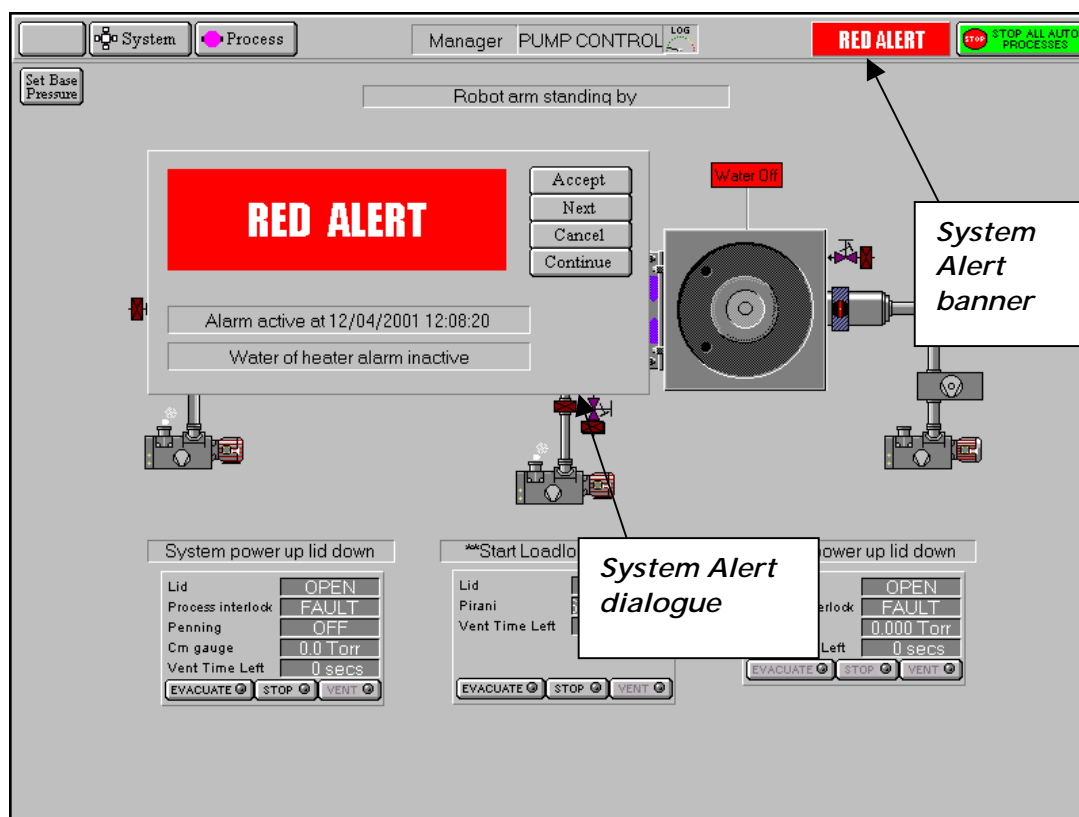 System
Process
Manager PUMP CONTROL LOG
RED ALERT
STOP
STOP ALL AUTO
PROCESSES
Set Base
Pressure
Robot arm standing by
RED ALERT
Accept
Next
Cancel
Continue
Alarm active at 12/04/2001 12:08:20
Water of heater alarm inactive
Water Off
System
Alert
banner
System Alert
dialogue
System power up lid down
Lid OPEN
Process interlock FAULT
Penning OFF
Cm gauge 0.0 Torr
Vent Time Left 0 secs
EVACUATE STOP VENT
**Start Loadlo
Lid
Pirani
Vent Time Left
EVACUATE STOP VENT
power up lid down
OPEN
erlock FAULT
0.000 Torr
Left 0 secs
EVACUATE STOP VENT